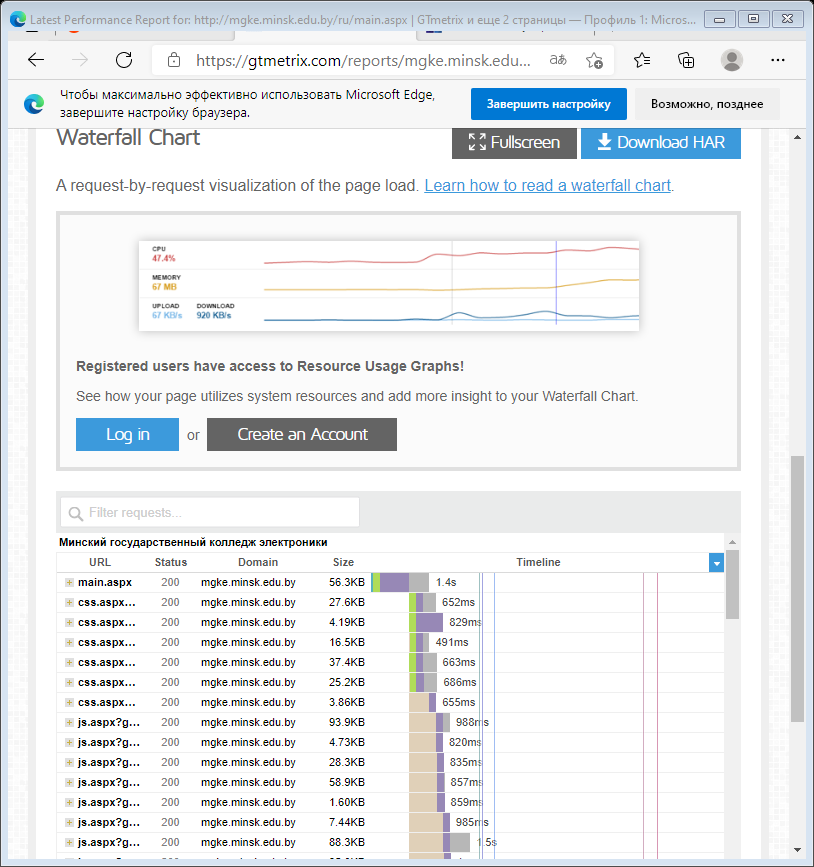 Latest Performance Report for: http://mgke.minsk.edu.by/ru/main.aspx | GTmetrix и еще 2 страницы — Профиль 1: Micros...
https://gtmetrix.com/reports/mgke.minsk.edu...
Чтобы максимально эффективно использовать Microsoft Edge,
завершите настройку браузера.
Завершить настройку
Возможно, позднее
Waterfall Chart
Fullscreen
Download HAR
A request-by-request visualization of the page load. Learn how to read a waterfall chart.
CPU
47.4%
MEMORY
67 MB
UPLOAD DOWNLOAD
67 KB/s 920 KB/s
Registered users have access to Resource Usage Graphs!
See how your page utilizes system resources and add more insight to your Waterfall Chart.
Log in or Create an Account
Filter requests...
Минский государственный колледж электроники
URL Status Domain Size Timeline
main.aspx 200 mgke.minsk.edu.by 56.3KB 1.4s
css.aspx... 200 mgke.minsk.edu.by 27.6KB 652ms
css.aspx... 200 mgke.minsk.edu.by 4.19KB 829ms
css.aspx... 200 mgke.minsk.edu.by 16.5KB 491ms
css.aspx... 200 mgke.minsk.edu.by 37.4KB 663ms
css.aspx... 200 mgke.minsk.edu.by 25.2KB 686ms
css.aspx... 200 mgke.minsk.edu.by 3.86KB 655ms
js.aspx?g... 200 mgke.minsk.edu.by 93.9KB 988ms
js.aspx?g... 200 mgke.minsk.edu.by 4.73KB 820ms
js.aspx?g... 200 mgke.minsk.edu.by 28.3KB 835ms
js.aspx?g... 200 mgke.minsk.edu.by 58.9KB 857ms
js.aspx?g... 200 mgke.minsk.edu.by 1.60KB 859ms
js.aspx?g... 200 mgke.minsk.edu.by 7.44KB 985ms
js.aspx?g... 200 mgke.minsk.edu.by 88.3KB 1.5s